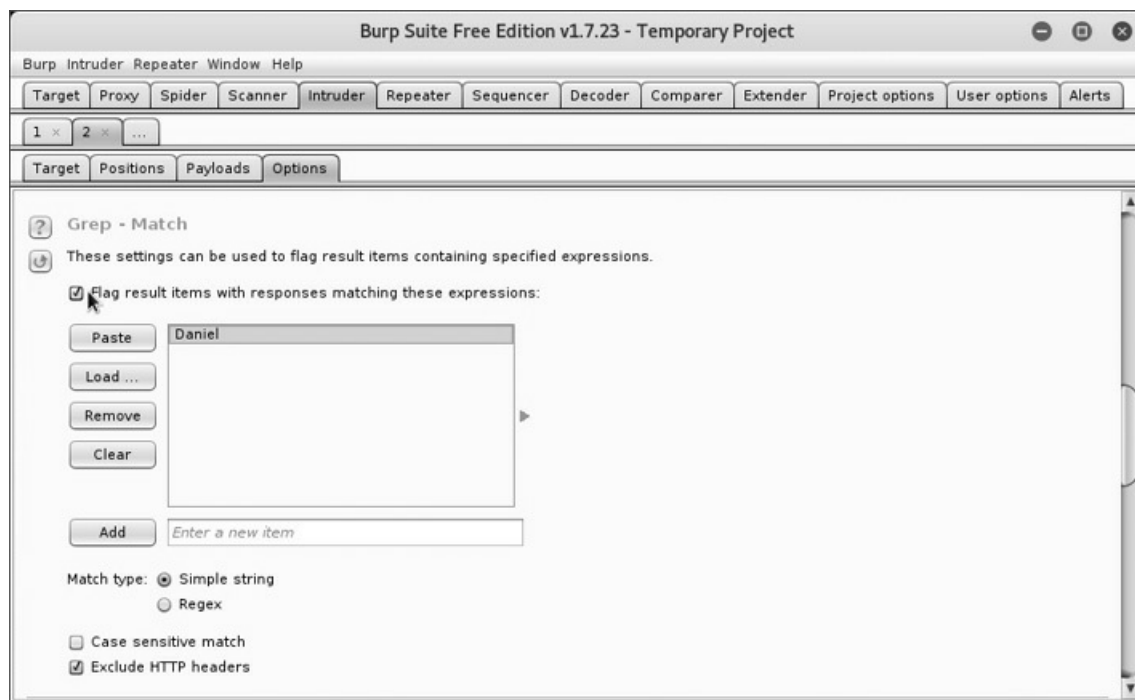 Burp Suite Free Edition v1.7.23 - Temporary Project
Burp Intruder Repeater Window Help
Target Proxy Spider Scanner Intruder Repeater Sequencer Decoder Comparer Extender Project options User options Alerts
1 × 2 × ...
Target Positions Payloads Options
? Grep - Match
These settings can be used to flag result items containing specified expressions.
Flag result items with responses matching these expressions:
Paste
Daniel
Load ...
Remove
Clear
Add
Enter a new item
Match type: Simple string
Regex
Case sensitive match
Exclude HTTP headers